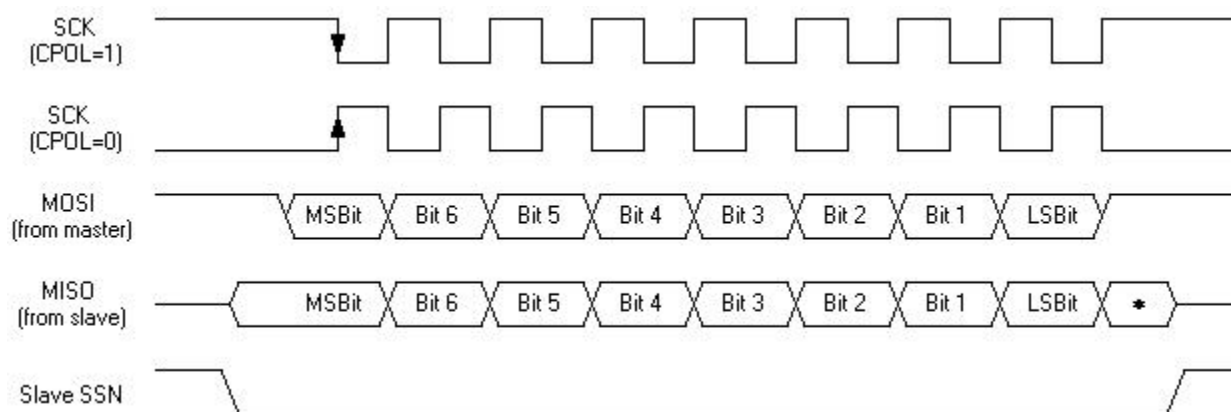 SCK
(CPOL=1)
SCK
(CPOL=0)
MOSI
(from master)
MSBit Bit 6 Bit 5 Bit 4 Bit 3 Bit 2 Bit 1 LSBit
MISO
(from slave)
MSBit Bit 6 Bit 5 Bit 4 Bit 3 Bit 2 Bit 1 LSBit *
Slave SSN